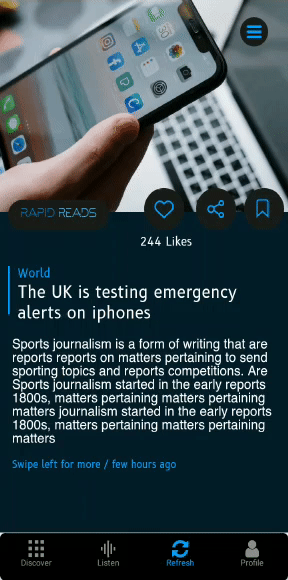 RAPID READS
244 Likes
World
The UK is testing emergency
alerts on iphones
Sports journalism is a form of writing that are
reports reports on matters pertaining to send
sporting topics and reports competitions. Are
Sports journalism started in the early reports
1800s, matters pertaining matters pertaining
matters journalism started in the early reports
1800s, matters pertaining matters pertaining
matters
Swipe left for more / few hours ago
Discover
Listen
Refresh
Profile